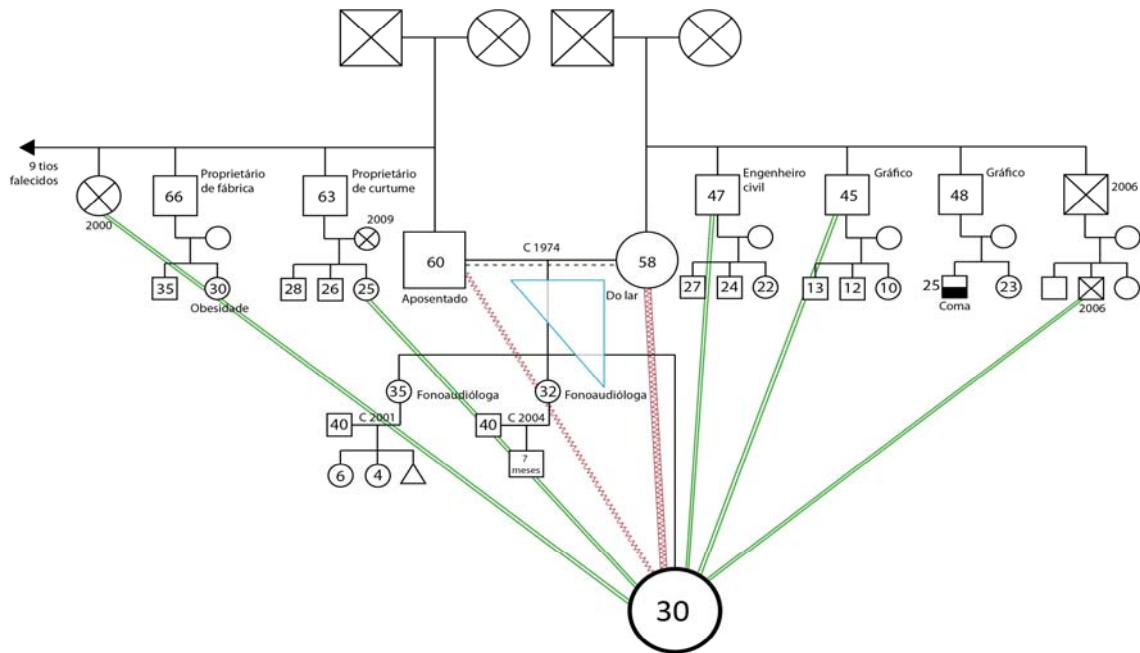 9 tios
falecidos
2000
66
Proprietário
de fábrica
35
30
Obesidade
63
Proprietário
de curtume
2009
28
26
25
60
Aposentado
C 1974
58
Do lar
47
Engenheiro
civil
27
24
22
45
Gráfico
13
12
10
48
Gráfico
25
Coma
23
2006
2006
35
Fonoaudióloga
32
Fonoaudióloga
40
C 2001
40
C 2004
6
4
7
meses
30